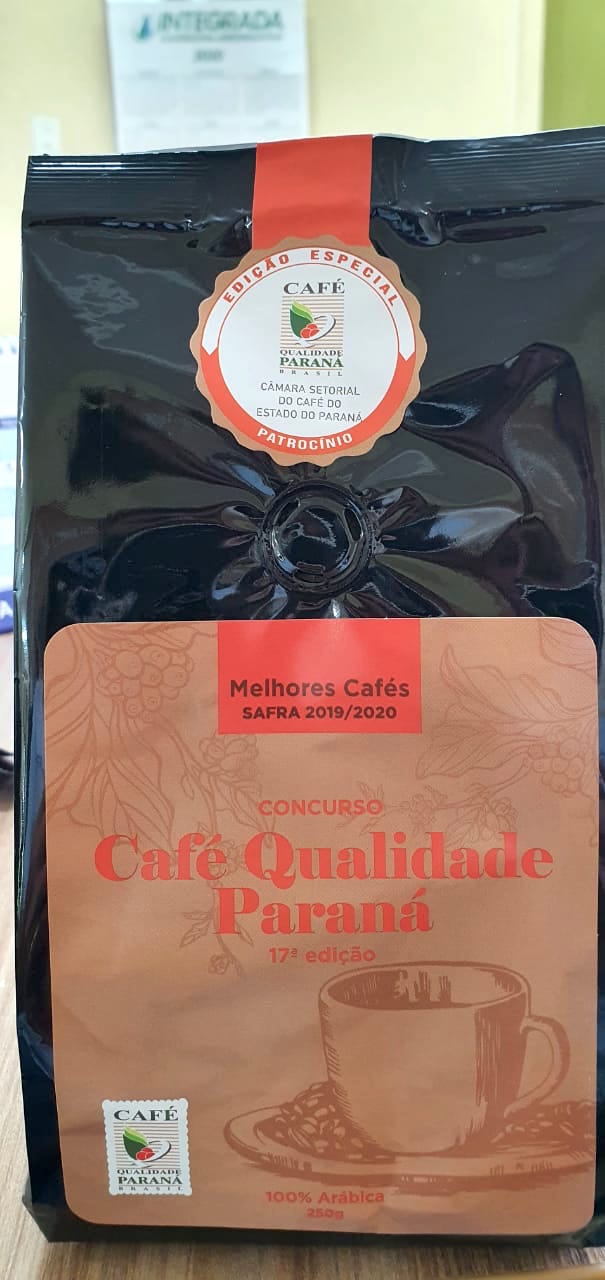 INTEGRADA
2020
EDIÇÃO ESPECIAL
CAFÉ
QUALIDADE
PARANÁ
BRASIL
CÂMARA SETORIAL
DO CAFÉ DO
ESTADO DO PARANÁ
PATROCÍNIO
Melhores Cafés
SAFRA 2019/2020
CONCURSO
Café Qualidade
Paraná
17ª edição
CAFÉ
QUALIDADE
PARANÁ
BRASIL
100% Arábica
250g